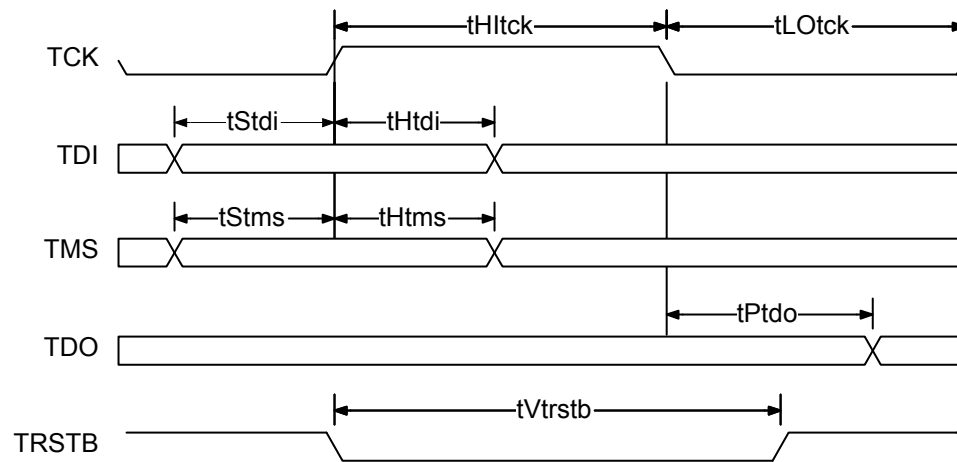 tHItck
tLOtck
TCK
tStdi
tHtdi
TDI
tStms
tHtms
TMS
tPtdo
TDO
tVtrstb
TRSTB